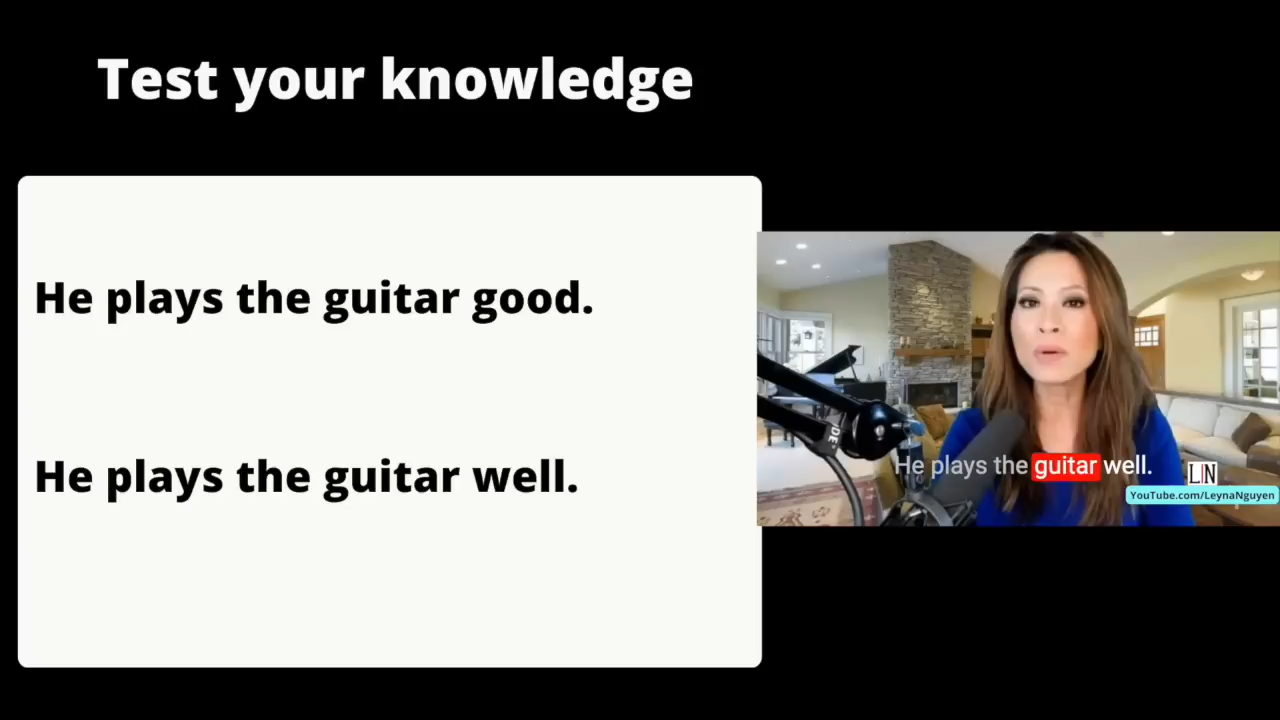 Test your knowledge
He plays the guitar good.
He plays the guitar well.
He plays the guitar well.
LN
YouTube.com/LeynaNguyen